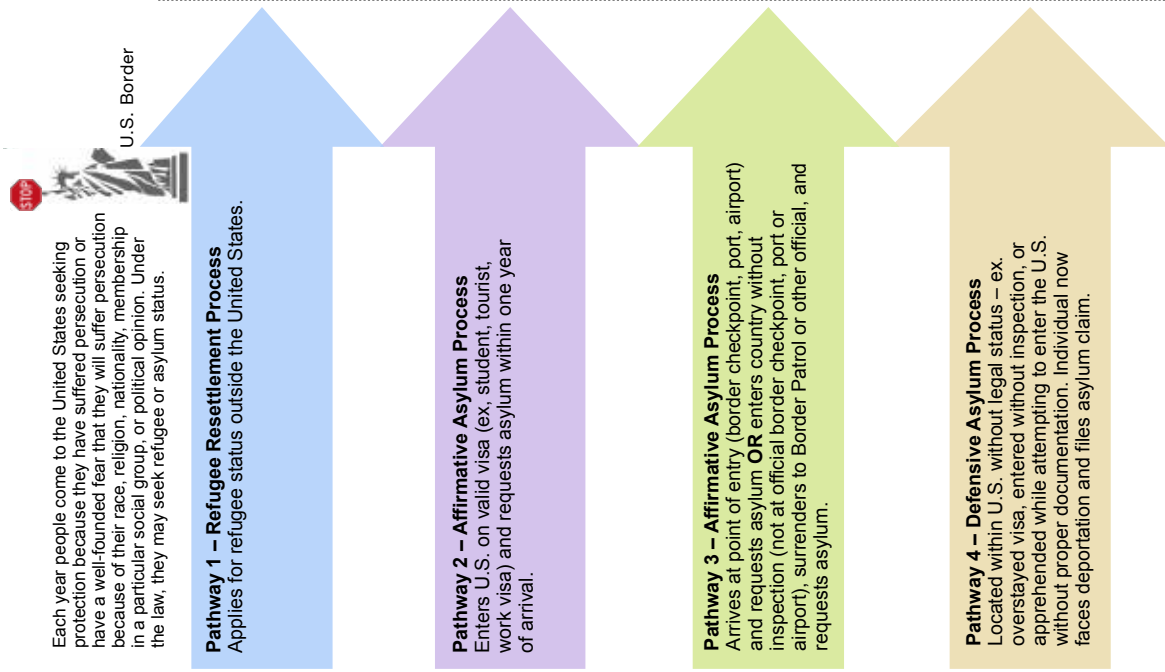 Each year people come to the United States seeking
protection because they have suffered persecution or
have a well-founded fear that they will suffer persecution
because of their race, religion, nationality, membership
in a particular social group, or political opinion. Under
the law, they may seek refugee or asylum status.
STOP
U.S. Border
Pathway 1 – Refugee Resettlement Process
Applies for refugee status outside the United States.
Pathway 2 – Affirmative Asylum Process
Enters U.S. on valid visa (ex, student, tourist,
work visa) and requests asylum within one year
of arrival.
Pathway 3 – Affirmative Asylum Process
Arrives at point of entry (border checkpoint, port, airport)
and requests asylum OR enters country without
inspection (not at official border checkpoint, port or
airport), surrenders to Border Patrol or other official, and
requests asylum.
Pathway 4 – Defensive Asylum Process
Located within U.S. without legal status – ex.
overstayed visa, entered without inspection, or
apprehended while attempting to enter the U.S.
without proper documentation. Individual now
faces deportation and files asylum claim.